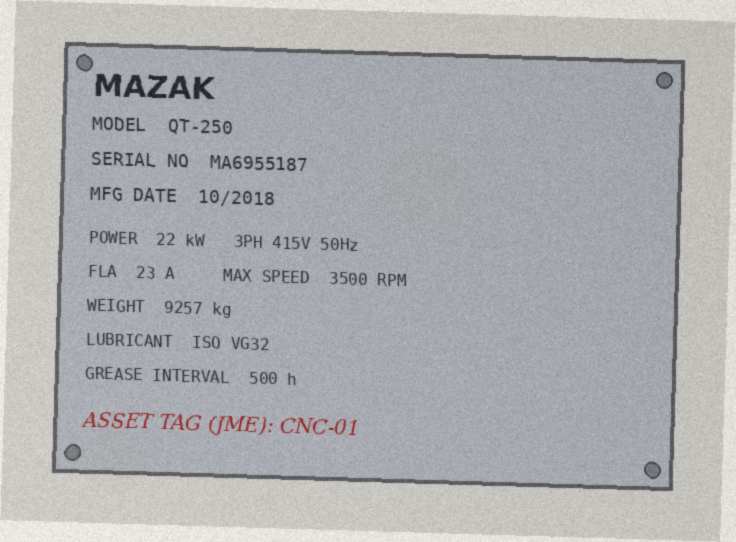 MAZAK
MODEL QT-250
SERIAL NO MA6955187
MFG DATE 10/2018
POWER 22 kW 3PH 415V 50Hz
FLA 23 A MAX SPEED 3500 RPM
WEIGHT 9257 kg
LUBRICANT ISO VG32
GREASE INTERVAL 500 h
ASSET TAG (JME): CNC-01